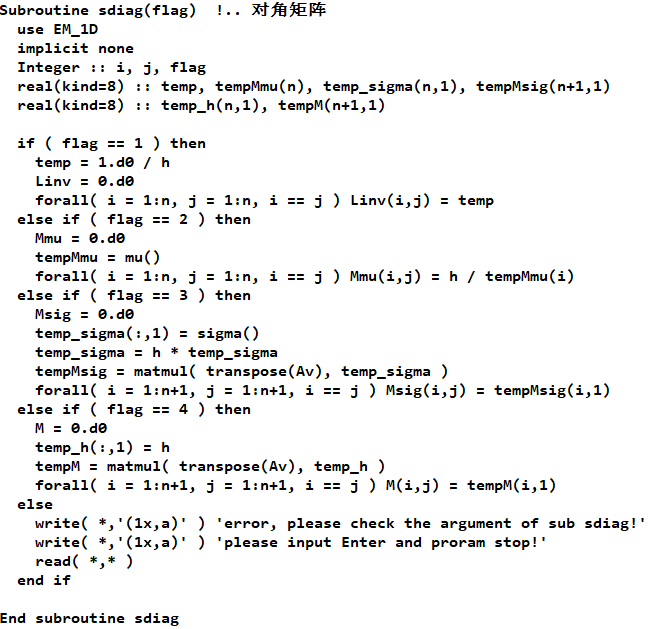 Subroutine sdiag(flag)  !.. 对角矩阵
  use EM_1D
  implicit none
  Integer :: i, j, flag
  real(kind=8) :: temp, tempMmu(n), temp_sigma(n,1), tempMsig(n+1,1)
  real(kind=8) :: temp_h(n,1), tempM(n+1,1)

  if ( flag == 1 ) then
    temp = 1.d0 / h
    Linv = 0.d0
    forall( i = 1:n, j = 1:n, i == j ) Linv(i,j) = temp
  else if ( flag == 2 ) then
    Mmu = 0.d0
    tempMmu = mu()
    forall( i = 1:n, j = 1:n, i == j ) Mmu(i,j) = h / tempMmu(i)
  else if ( flag == 3 ) then
    Msig = 0.d0
    temp_sigma(:,1) = sigma()
    temp_sigma = h * temp_sigma
    tempMsig = matmul( transpose(Av), temp_sigma )
    forall( i = 1:n+1, j = 1:n+1, i == j ) Msig(i,j) = tempMsig(i,1)
  else if ( flag == 4 ) then
    M = 0.d0
    temp_h(:,1) = h
    tempM = matmul( transpose(Av), temp_h )
    forall( i = 1:n+1, j = 1:n+1, i == j ) M(i,j) = tempM(i,1)
  else
    write( *,'(1x,a)' ) 'error, please check the argument of sub sdiag!'
    write( *,'(1x,a)' ) 'please input Enter and proram stop!'
    read( *,* )
  end if

End subroutine sdiag